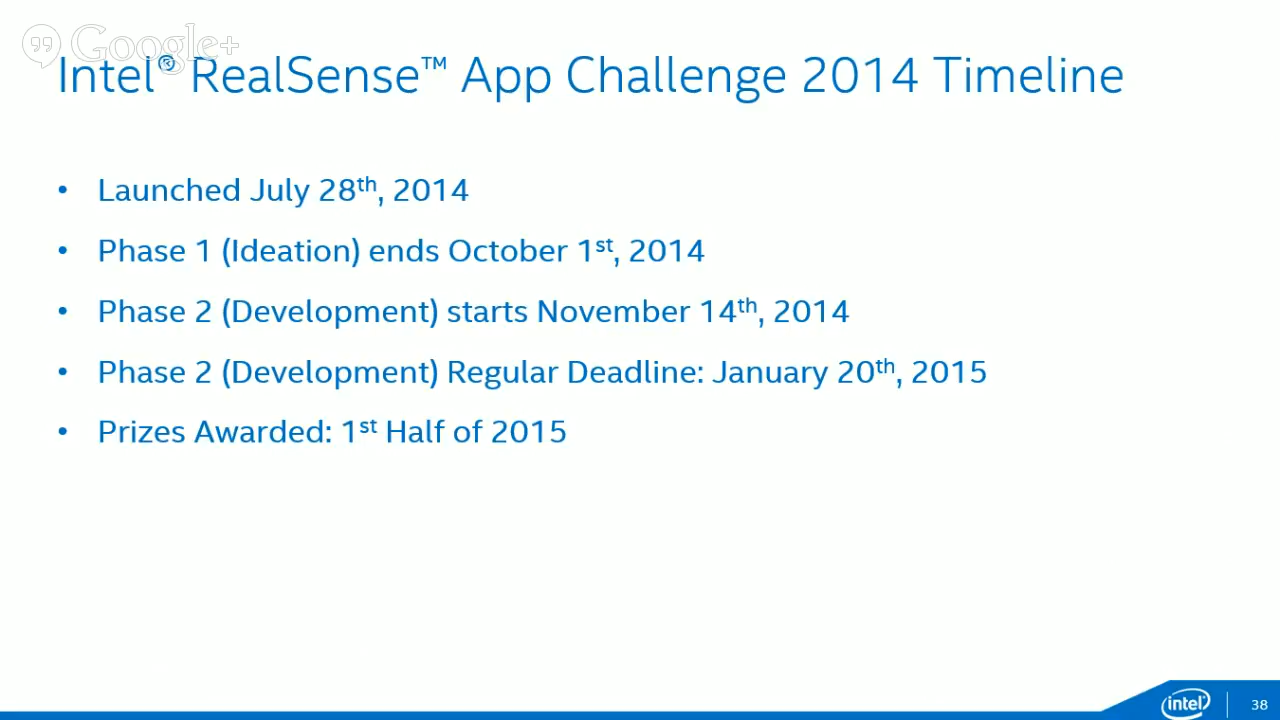 Google+
Intel® RealSense™ App Challenge 2014 Timeline
• Launched July 28th, 2014
• Phase 1 (Ideation) ends October 1st, 2014
• Phase 2 (Development) starts November 14th, 2014
• Phase 2 (Development) Regular Deadline: January 20th, 2015
• Prizes Awarded: 1st Half of 2015
intel
38